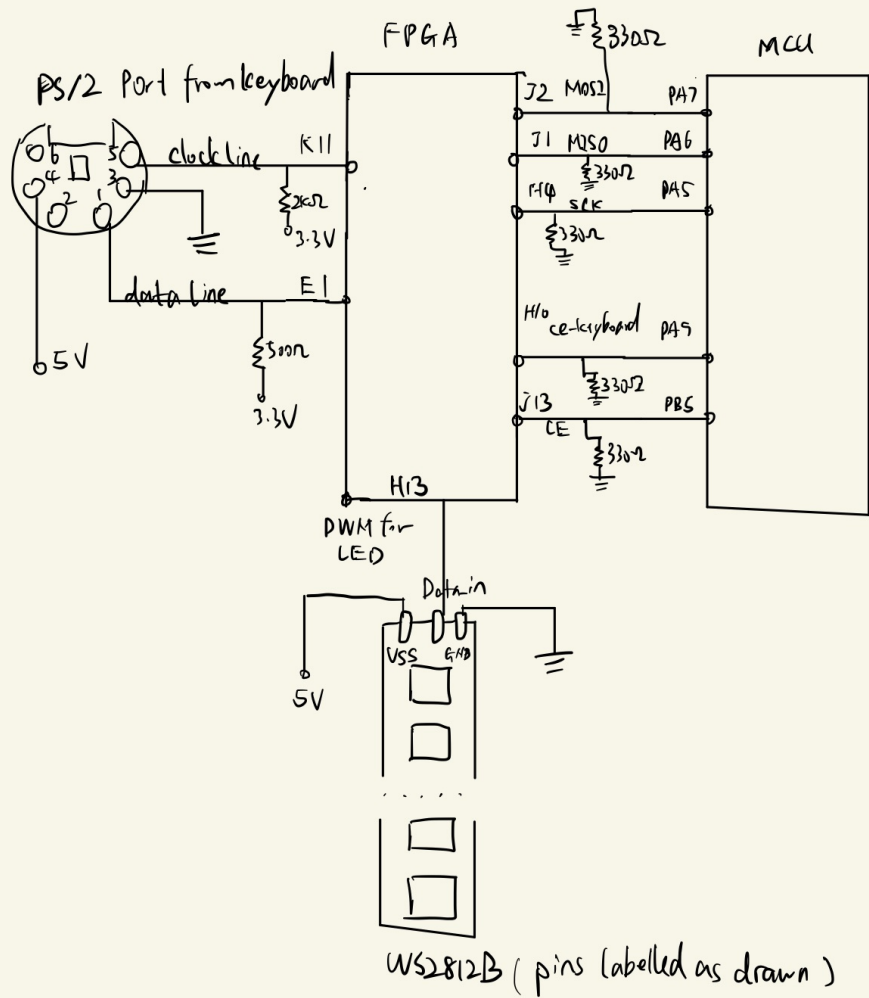 FPGA
MCU
PS/2 Port from keyboard
330Ω
J2 MOSI PA7
6 5
4 3
2 1
clock line K11
J1 MISO PA6
330Ω
H4 SCK PA5
330Ω
2kΩ
3.3V
data line E1
H10 ce-keyboard PA9
330Ω
5V
500Ω
3.3V
J13 CE PB5
330Ω
H13
PWM for
LED
Data in
VSS GND
5V
WS2812B (pins labelled as drawn)